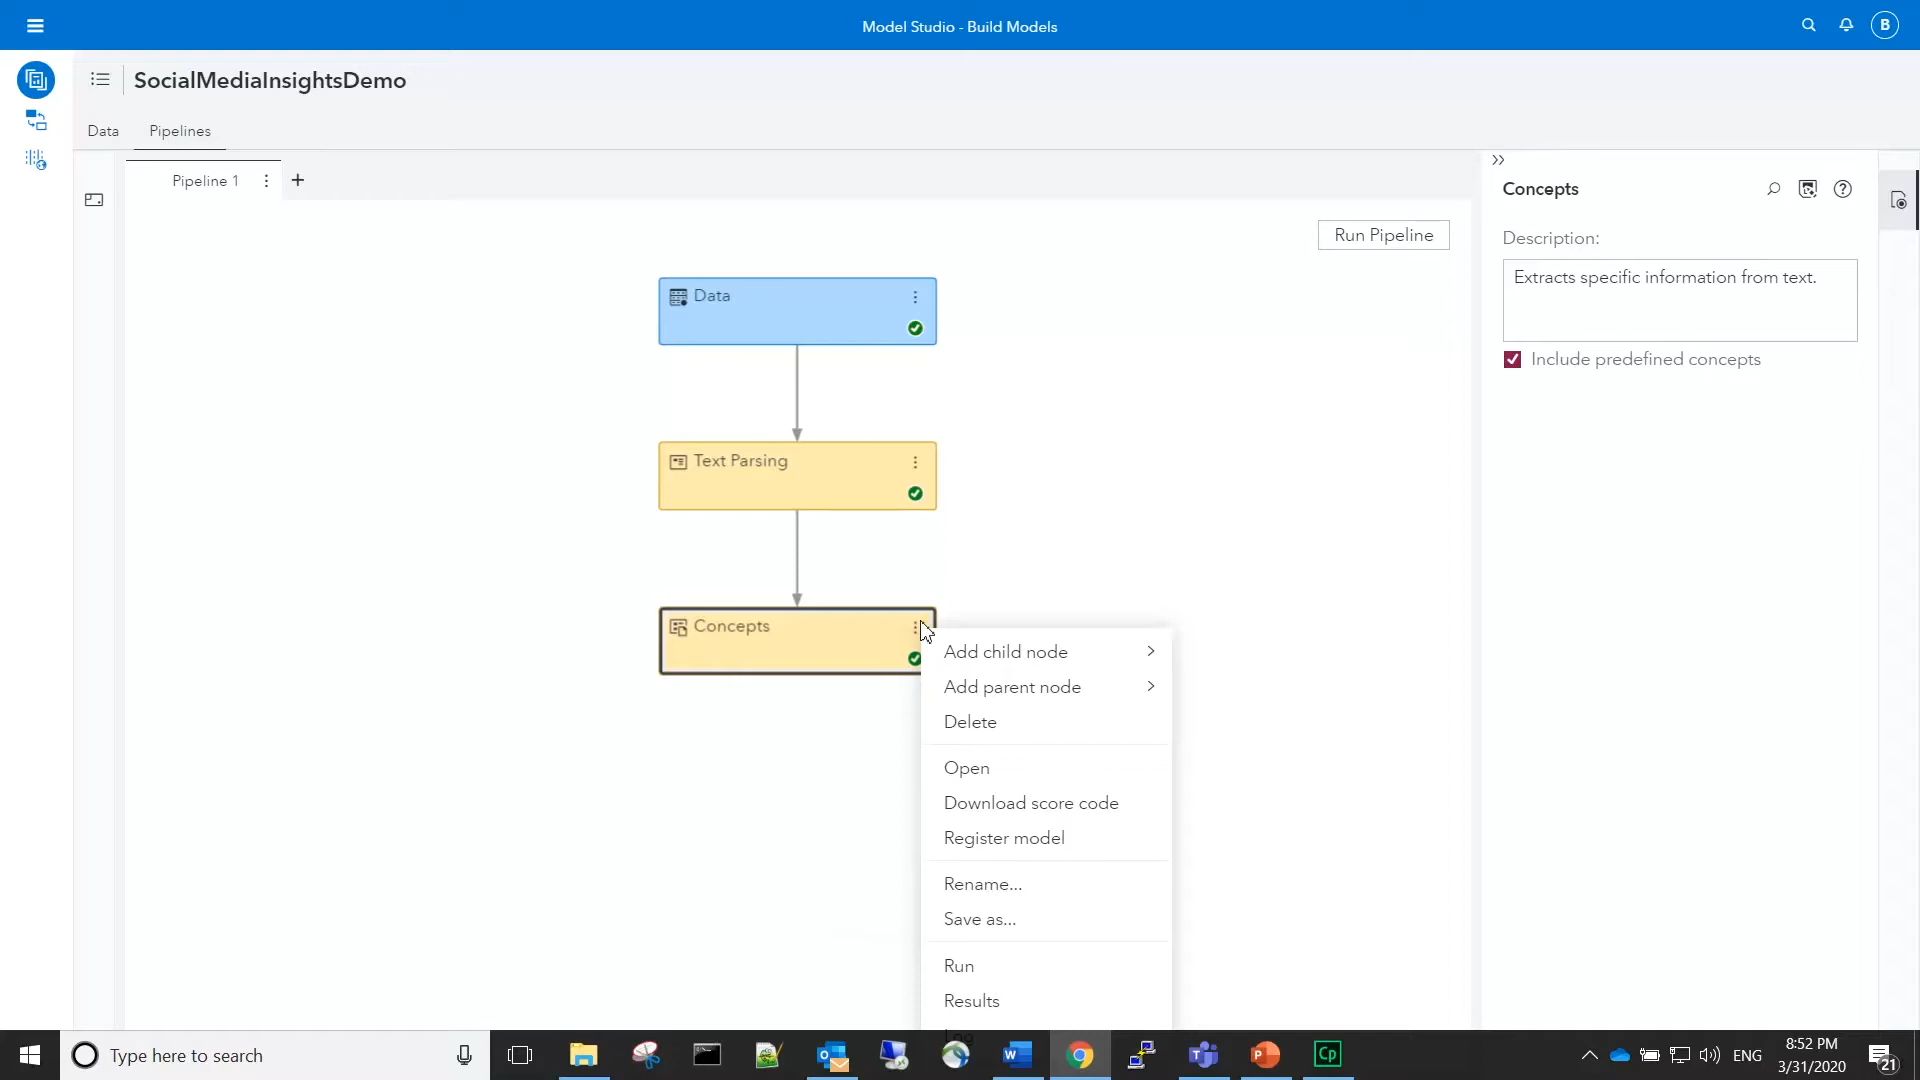 Model Studio - Build Models
B
SocialMediaInsightsDemo
Data
Pipelines
Pipeline 1
Concepts
Description:
Run Pipeline
Extracts specific information from text.
Data
Include predefined concepts
Text Parsing
Concepts
Add child node
Add parent node
Delete
Open
Download score code
Register model
Rename...
Save as...
Run
Results
Log
Type here to search
Cp
ENG
8:52 PM
3/31/2020
21